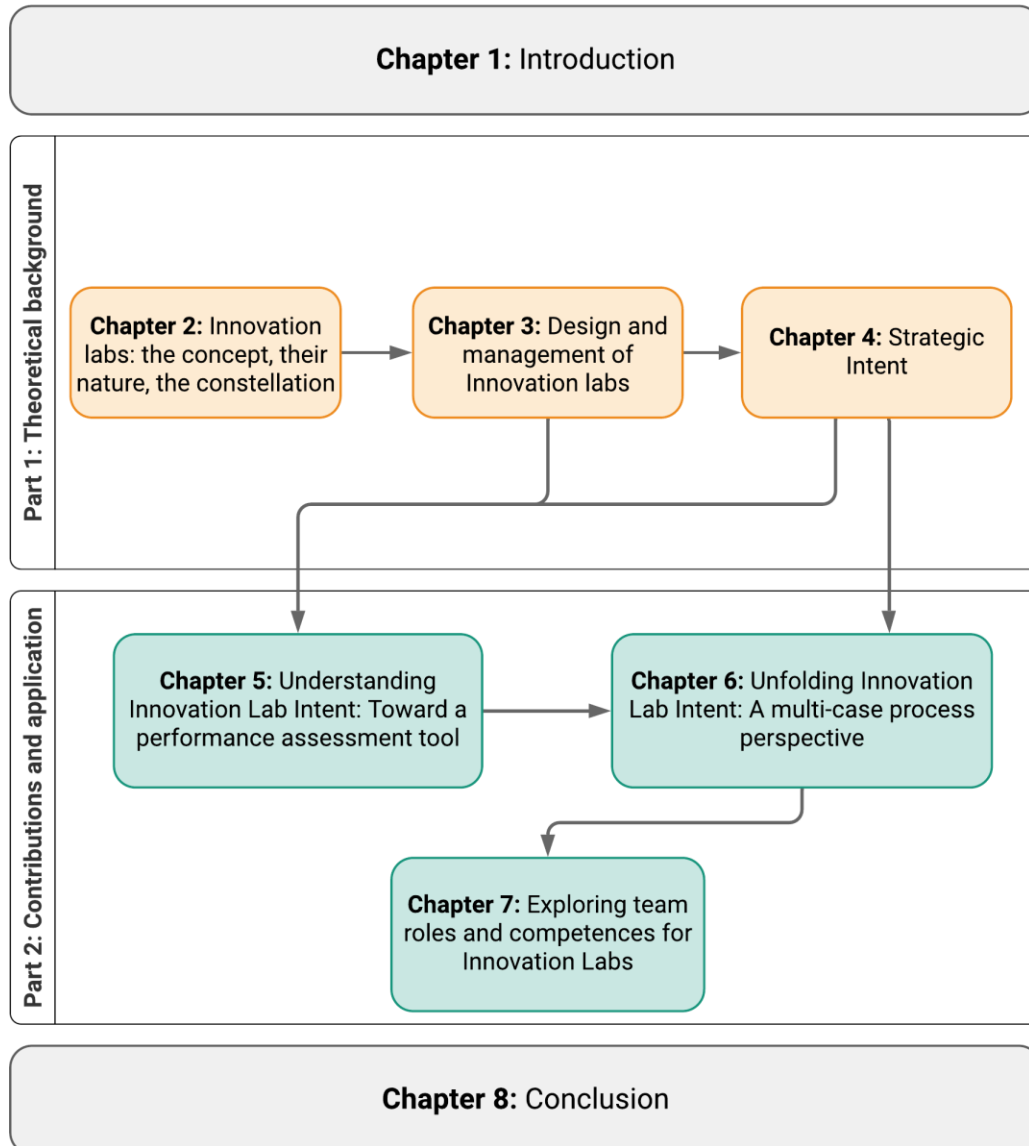 Chapter 1: Introduction
Part 1: Theoretical background
Chapter 2: Innovation
labs: the concept, their
nature, the constellation
Chapter 3: Design and
management of
Innovation labs
Chapter 4: Strategic
Intent
Part 2: Contributions and application
Chapter 5: Understanding
Innovation Lab Intent: Toward a
performance assessment tool
Chapter 6: Unfolding Innovation
Lab Intent: A multi-case process
perspective
Chapter 7: Exploring team
roles and competences for
Innovation Labs
Chapter 8: Conclusion